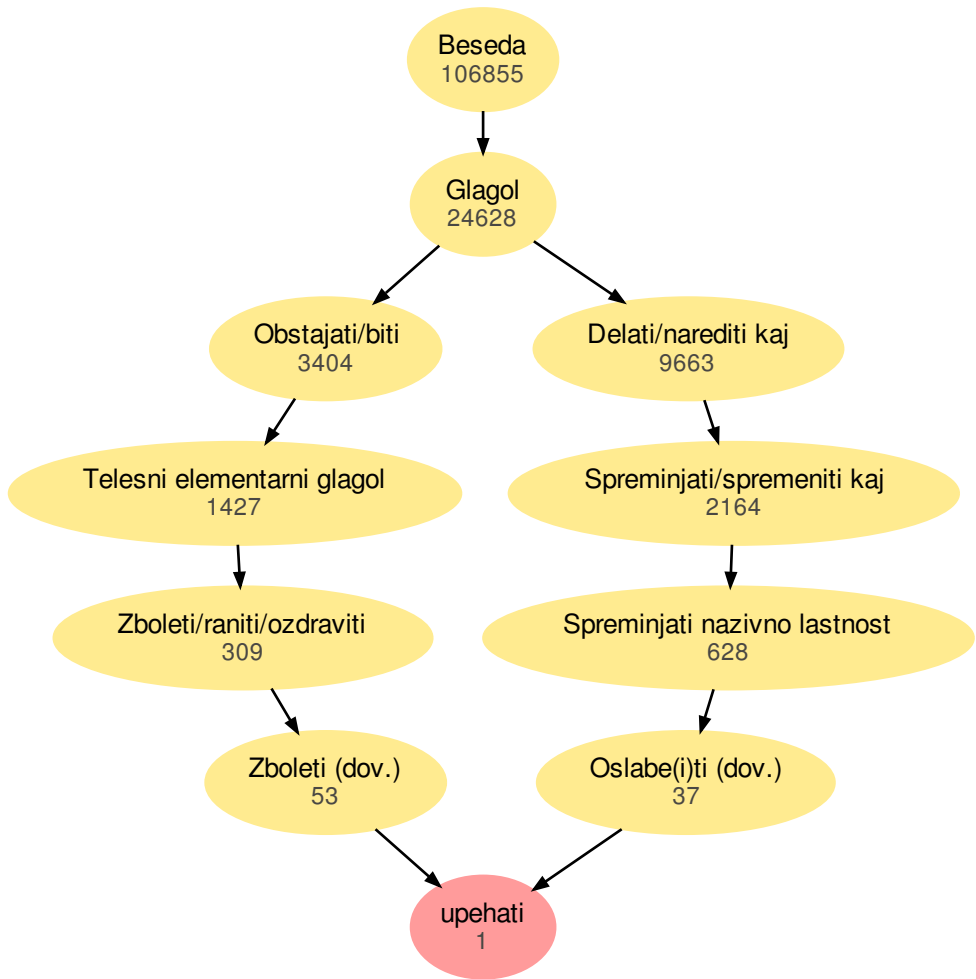 Beseda
106855
Glagol
24628
Obstajati/biti
3404
Delati/narediti kaj
9663
Telesni elementarni glagol
1427
Spreminjati/spremeniti kaj
2164
Zboleti/raniti/ozdraviti
309
Spreminjati nazivno lastnost
628
Zboleti (dov.)
53
Oslabe(i)ti (dov.)
37
upehati
1